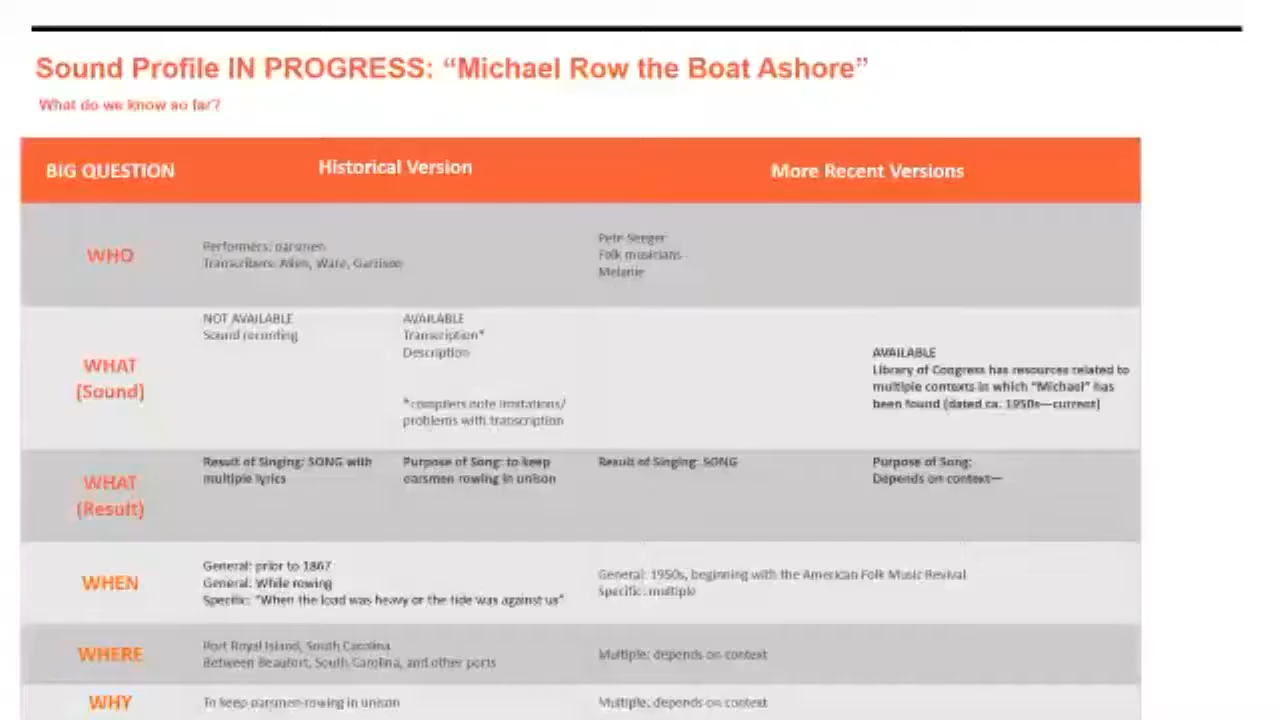 Sound Profile IN PROGRESS: “Michael Row the Boat Ashore”
What do we know so far?
BIG QUESTION
Historical Version
More Recent Versions
WHO
Performers: oarsmen
Transcribers: Allen, Ware, Garrison
Pete Seeger
Folk musicians
Melanie
WHAT
(Sound)
NOT AVAILABLE
Sound recording
AVAILABLE
Transcription*
Description
*compilers note limitations/
problems with transcription
AVAILABLE
Library of Congress has resources related to
multiple contexts in which “Michael” has
been found (dated ca. 1950s—current)
WHAT
(Result)
Result of Singing: SONG with
multiple lyrics
Purpose of Song: to keep
oarsmen rowing in unison
Result of Singing: SONG
Purpose of Song:
Depends on context—
WHEN
General: prior to 1867
General: While rowing
Specific: “When the load was heavy or the tide was against us”
General: 1950s, beginning with the American Folk Music Revival
Specific: multiple
WHERE
Port Royal Island, South Carolina
Between Beaufort, South Carolina, and other ports
Multiple: depends on context
WHY
To keep oarsmen rowing in unison
Multiple: depends on context